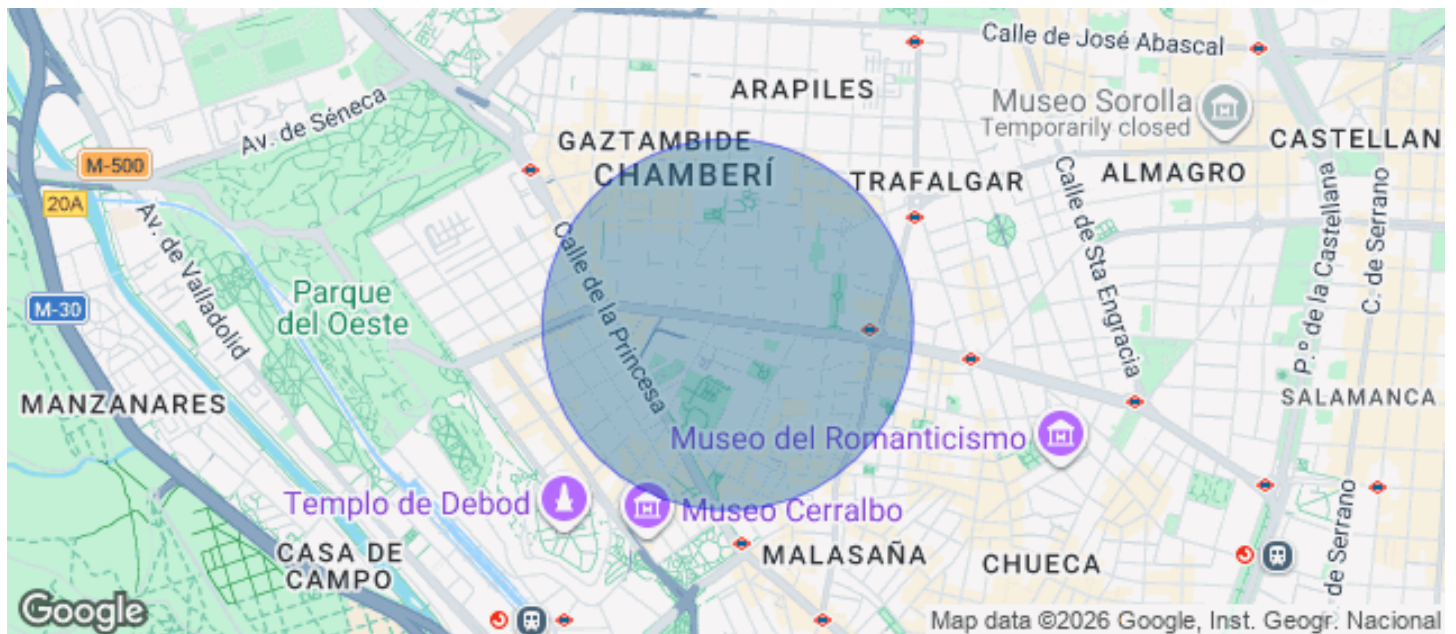 Calle de José Abascal
ARAPILES
Museo Sorolla
Temporarily closed
Av. de Séneca
GAZTAMBIDE
CHAMBERÍ
CASTELLAN
M-500
TRAFALGAR
ALMAGRO
20A
Av. de Valladolid
Calle de la Princesa
Calle de Sta Engracia
P.º de la Castellana
C. de Serrano
Parque
del Oeste
M-30
MANZANARES
SALAMANCA
Museo del Romanticismo
Templo de Debod
Museo Cerralbo
CASA DE
CAMPO
MALASAÑA
CHUECA
de Serrano
Google
Map data ©2026 Google, Inst. Geogr. Nacional